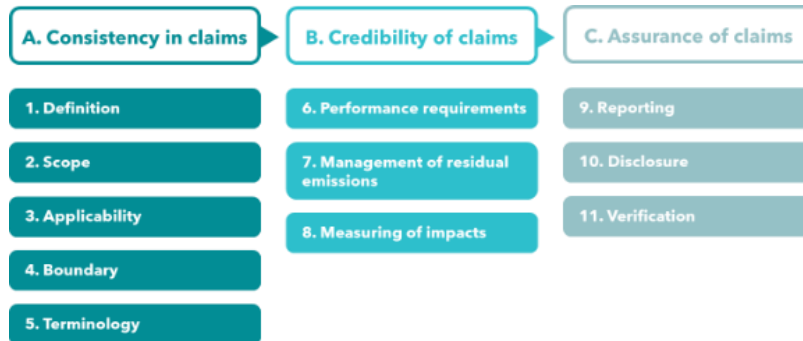 A. Consistency in claims
1. Definition
2. Scope
3. Applicability
4. Boundary
5. Terminology
B. Credibility of claims
6. Performance requirements
7. Management of residual
emissions
8. Measuring of impacts
C. Assurance of claims
9. Reporting
10. Disclosure
11. Verification